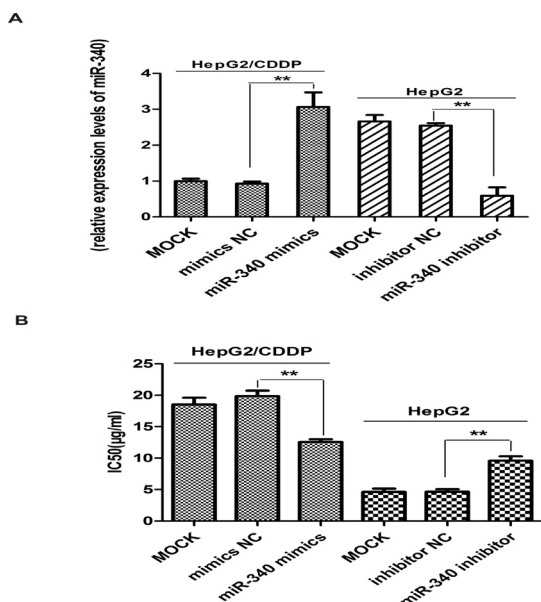 A
HepG2/CDDP
**
HepG2
**
(relative expression levels of miR-340)
4
3
2
1
0
MOCK
mimics NC
miR-340 mimics
MOCK
inhibitor NC
miR-340 inhibitor
B
HepG2/CDDP
**
HepG2
**
IC50(μg/ml)
25
20
15
10
5
0
MOCK
mimics NC
miR-340 mimics
MOCK
inhibitor NC
miR-340 inhibitor